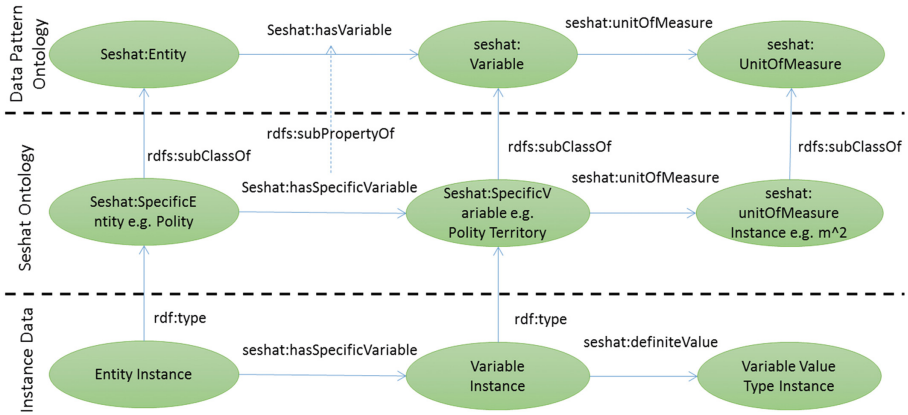 Data Pattern
Ontology
Seshat:Entity
Seshat:hasVariable
seshat:
Variable
seshat:unitOfMeasure
seshat:
UnitOfMeasure
rdfs:subClassOf
rdfs:subPropertyOf
rdfs:subClassOf
rdfs:subClassOf
Seshat Ontology
Seshat:SpecificE
ntity e.g. Polity
Seshat:hasSpecificVariable
Seshat:SpecificV
ariable e.g.
Polity Territory
seshat:unitOfMeasure
seshat:
unitOfMeasure
Instance e.g. m^2
rdf:type
rdf:type
Instance Data
Entity Instance
seshat:hasSpecificVariable
Variable
Instance
seshat:definiteValue
Variable Value
Type Instance